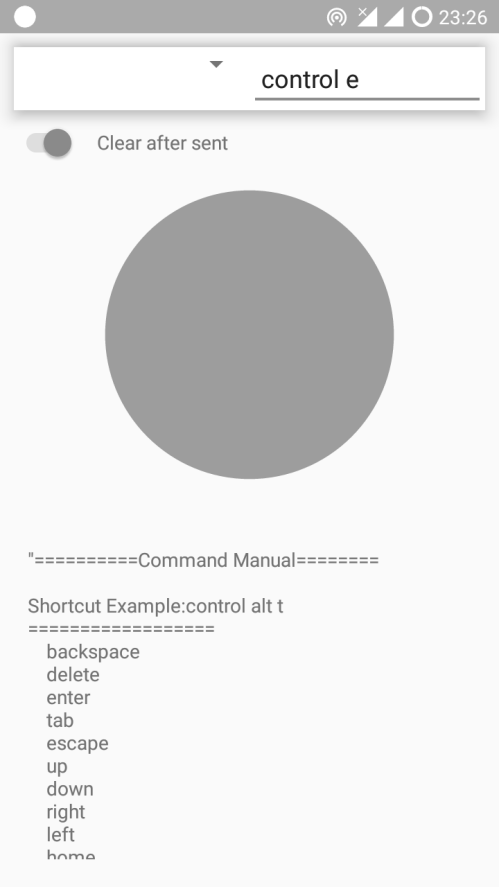 23:26
control e
Clear after sent
"==========Command Manual========
Shortcut Example:control alt t
==================
backspace
delete
enter
tab
escape
up
down
right
left
home